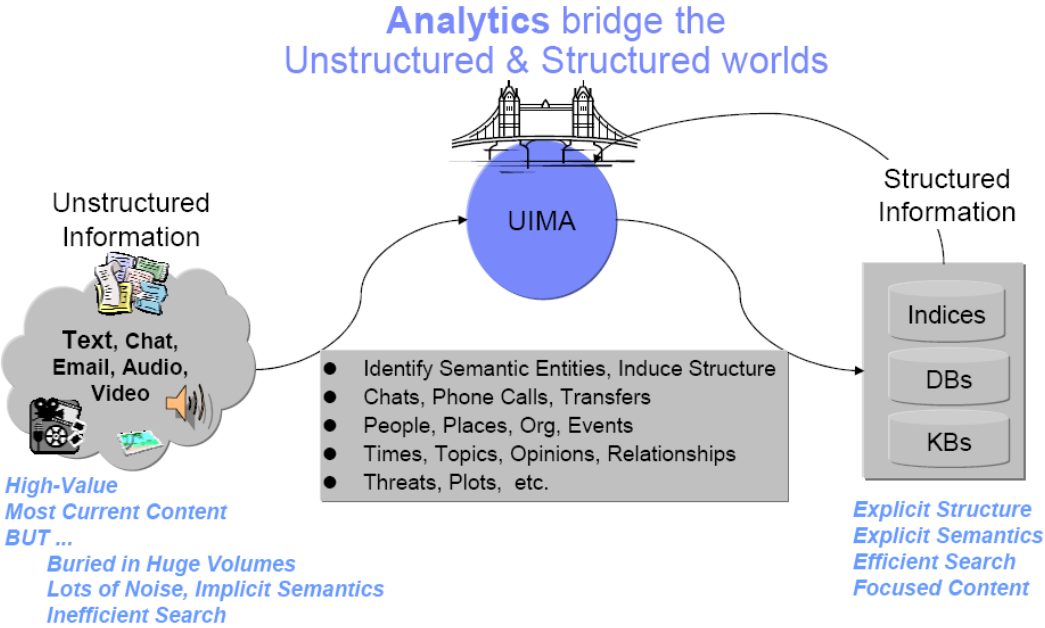 Analytics bridge the
Unstructured & Structured worlds
Unstructured
Information
Text, Chat,
Email, Audio,
Video
High-Value
Most Current Content
BUT ...
Buried in Huge Volumes
Lots of Noise, Implicit Semantics
Inefficient Search
UIMA
● Identify Semantic Entities, Induce Structure
● Chats, Phone Calls, Transfers
● People, Places, Org, Events
● Times, Topics, Opinions, Relationships
● Threats, Plots, etc.
Structured
Information
Indices
DBs
KBs
Explicit Structure
Explicit Semantics
Efficient Search
Focused Content